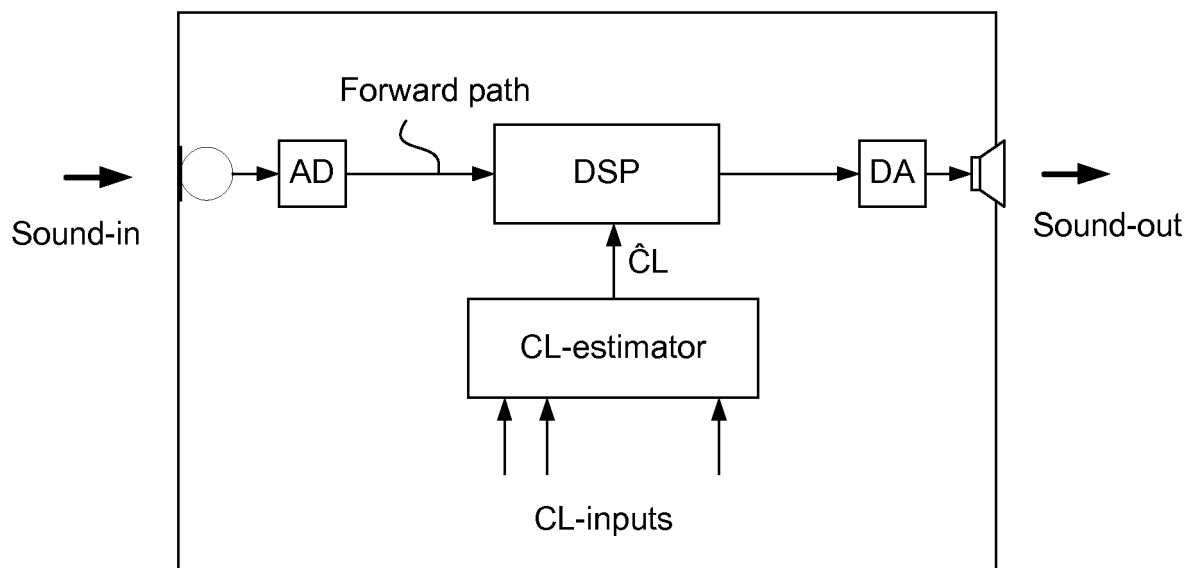 Forward path
AD
DSP
DA
Sound-in
Sound-out
ĈL
CL-estimator
CL-inputs